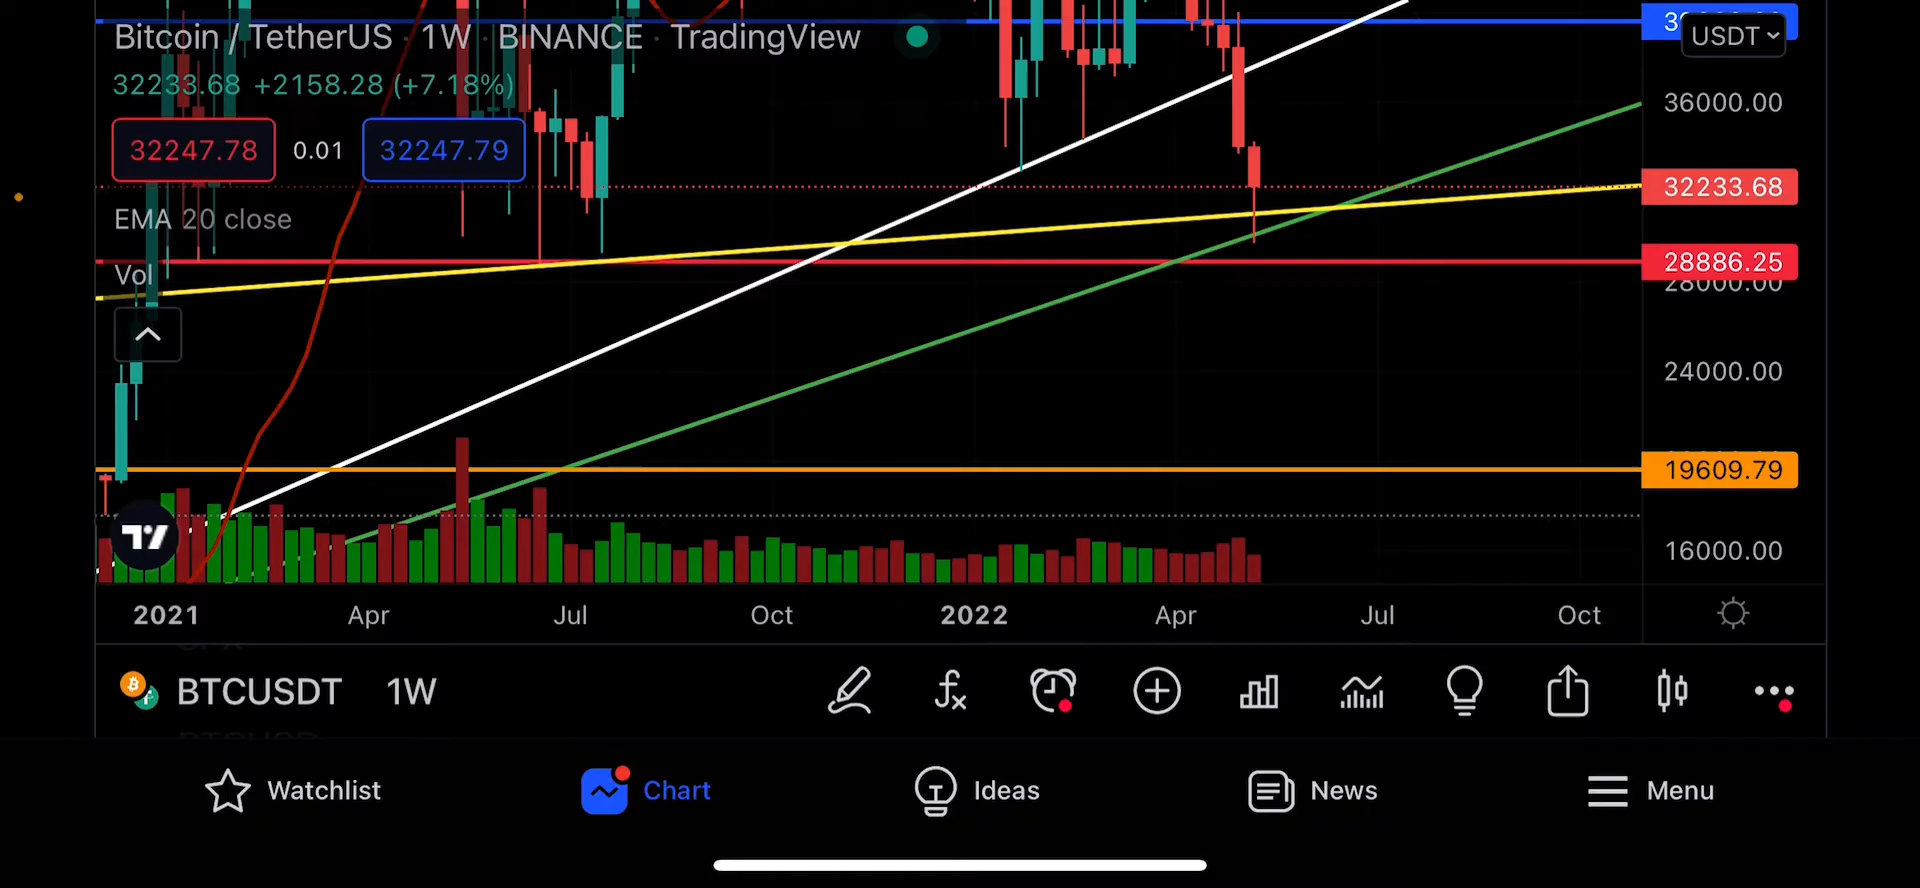 Bitcoin / TetherUS · 1W · BINANCE · TradingView
USDT
32233.68 +2158.28 (+7.18%)
36000.00
32247.78 0.01 32247.79
32233.68
EMA 20 close
28886.25
Vol
28000.00
24000.00
19609.79
16000.00
2021 Apr Jul Oct 2022 Apr Jul Oct
BTCUSDT 1W
Watchlist Chart Ideas News Menu